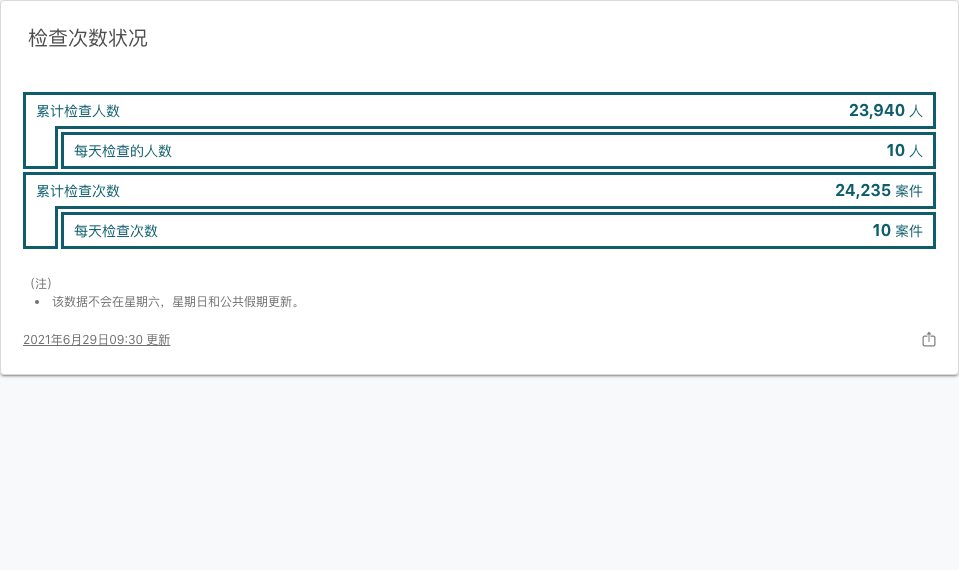 检查次数状况
累计检查人数 23,940 人
每天检查的人数 10 人
累计检查次数 24,235 案件
每天检查次数 10 案件
（注）
• 该数据不会在星期六，星期日和公共假期更新。
2021年6月29日09:30 更新